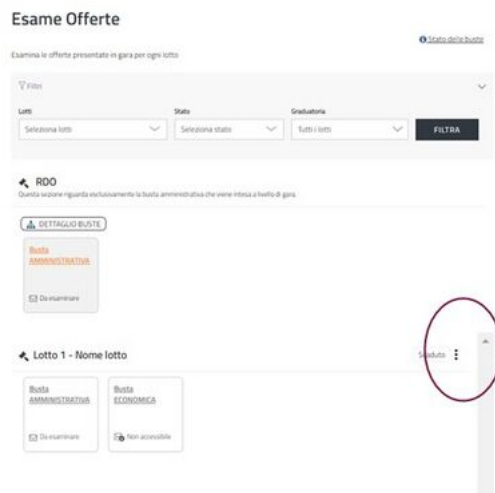 Esame Offerte
Stato delle buste
Esamina le offerte presentate in gara per ogni lotto
Filtri
Lotti
Stato
Graduatoria
Seleziona lotti
Seleziona stato
Tutti i lotti
FILTRA
RDO
Questa sezione riguarda esclusivamente la busta amministrativa che viene intesa a livello di gara.
DETTAGLIO BUSTE
Busta
AMMINISTRATIVA
Da esaminare
Lotto 1 - Nome lotto
Scaduto
Busta
AMMINISTRATIVA
Da esaminare
Busta
ECONOMICA
Non accessibile